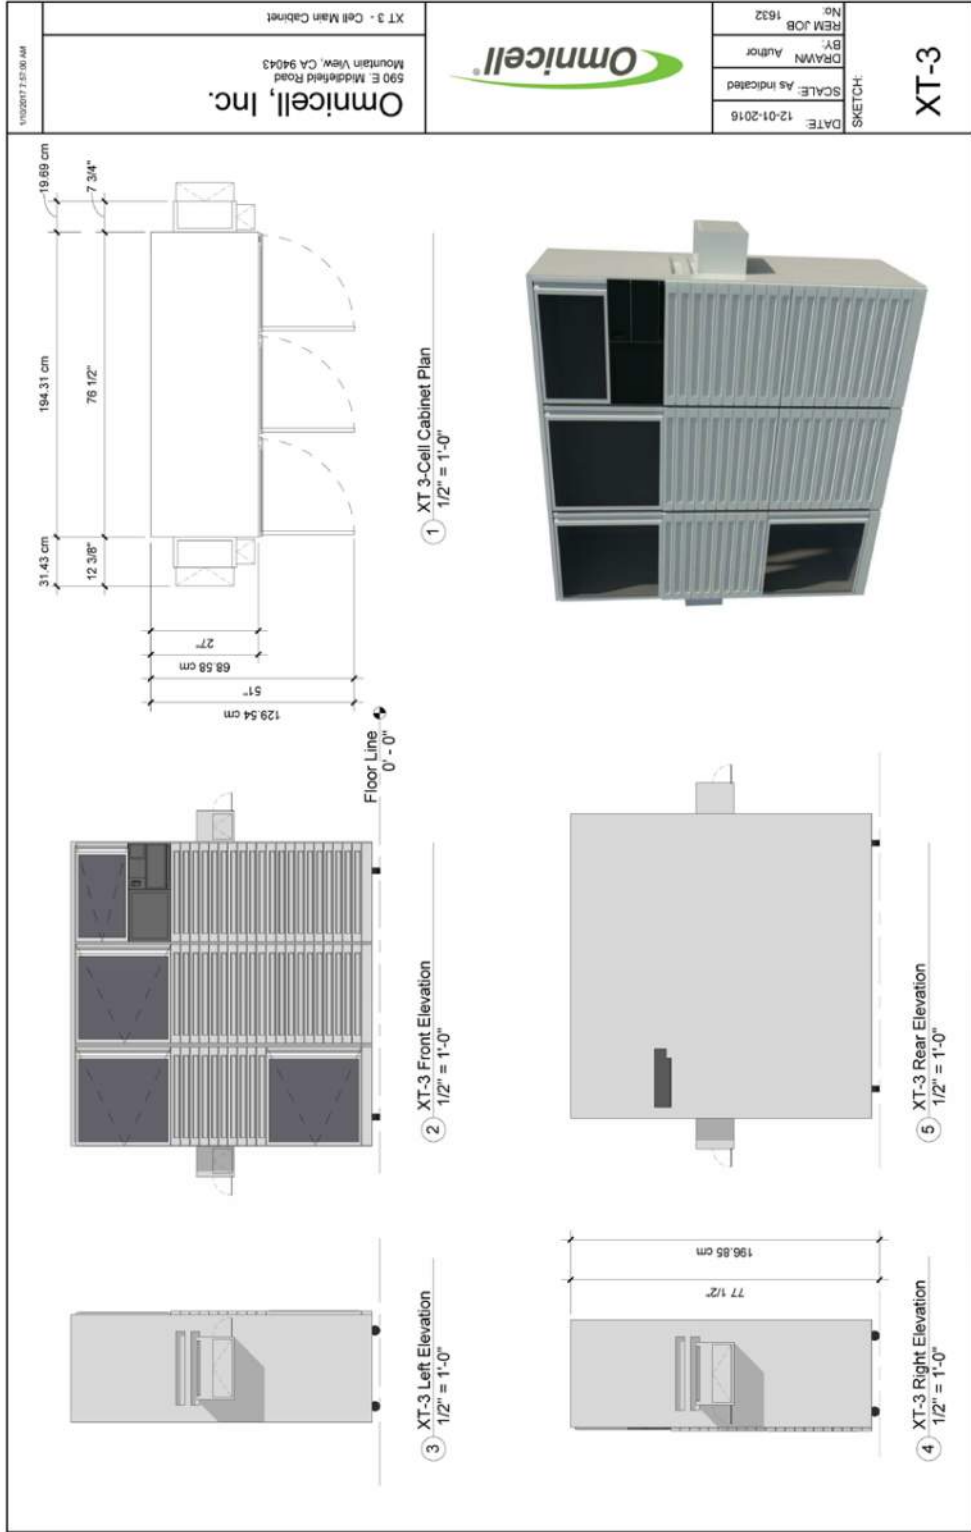 1/10/2017 7:57:00 AM
XT 3 - Cell Main Cabinet
Omnicell, Inc.
590 E. Middlefield Road
Mountain View, CA 94043
Omnicell®
REM JOB No: 1632
DRAWN BY: Author
SCALE: As indicated
DATE: 12-01-2016
SKETCH:
XT-3
31.43 cm
194.31 cm
19.69 cm
12 3/8"
76 1/2"
7 3/4"
27"
68.58 cm
51"
129.54 cm
1 XT 3-Cell Cabinet Plan
1/2" = 1'-0"
Floor Line
0' - 0"
2 XT-3 Front Elevation
1/2" = 1'-0"
3 XT-3 Left Elevation
1/2" = 1'-0"
196.85 cm
77 1/2"
4 XT-3 Right Elevation
1/2" = 1'-0"
5 XT-3 Rear Elevation
1/2" = 1'-0"